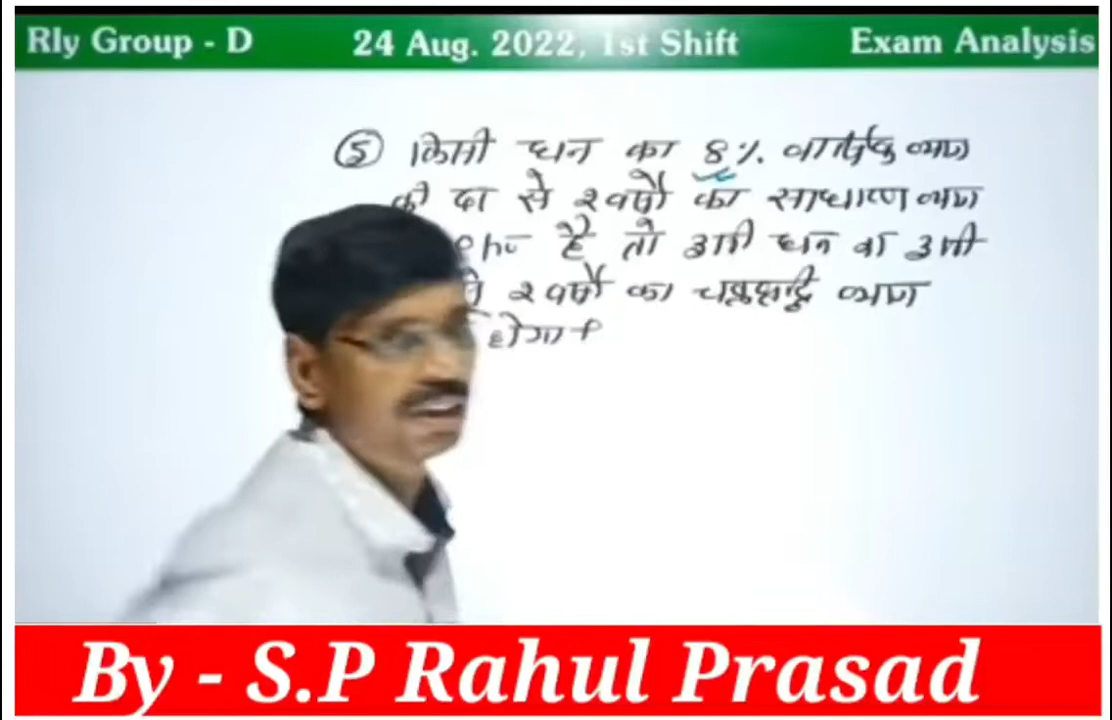 Rly Group - D 24 Aug. 2022, 1st Shift Exam Analysis
⑤ किसी धन का 8% वार्षिक ब्याज
की दर से 2 वर्षों का साधारण ब्याज
है तो उसी धन का उसी
2 वर्षों का चक्रवृद्धि ब्याज
होगा?
By - S.P Rahul Prasad